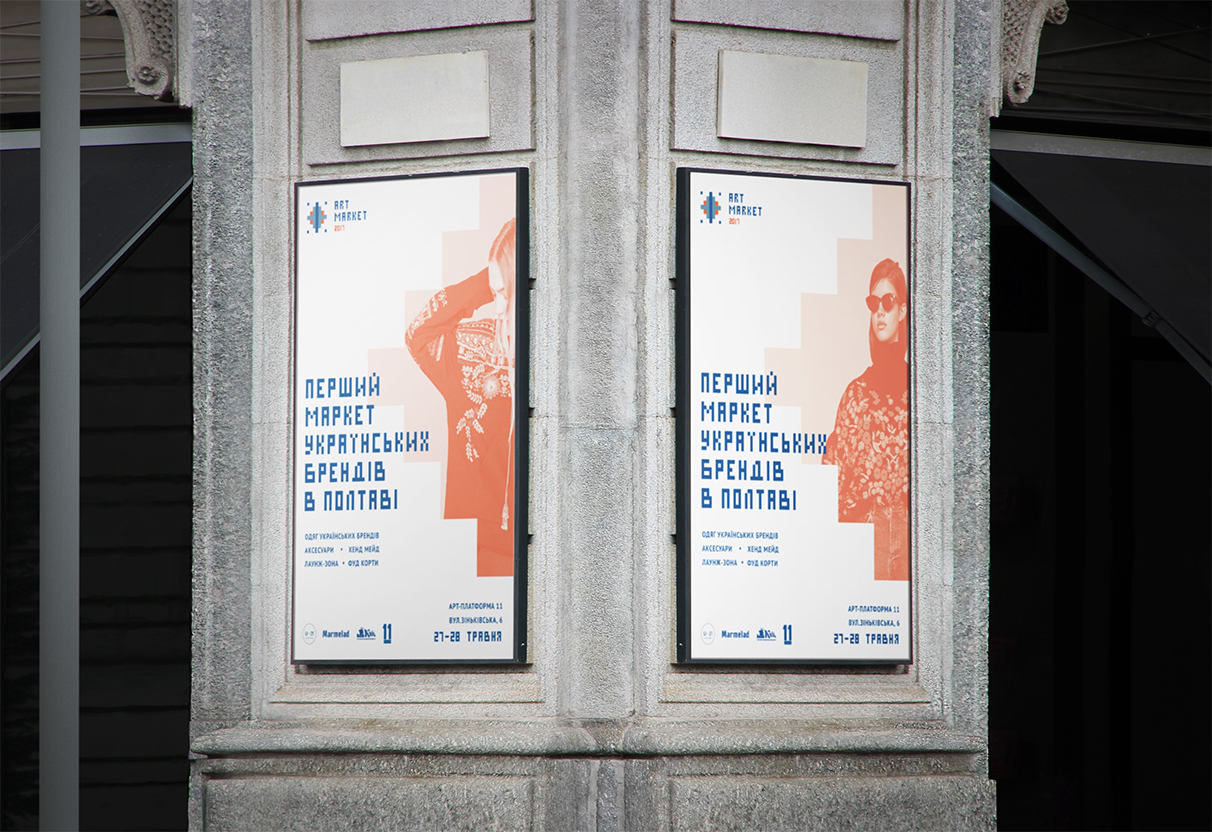 ART
MARKET
2017
ПЕРШИЙ
МАРКЕТ
УКРАЇНСЬКИХ
БРЕНДІВ
В ПОЛТАВІ
ОДЯГ УКРАЇНСЬКИХ БРЕНДІВ
АКСЕСУАРИ • ХЕНД МЕЙД
ЛАУНЖ-ЗОНА • ФУД КОРТИ
АРТ-ПЛАТФОРМА 11
ВУЛ.ЗІНЬКІВСЬКА, 6
27-28 ТРАВНЯ
Marmelad
11
ART
MARKET
2017
ПЕРШИЙ
МАРКЕТ
УКРАЇНСЬКИХ
БРЕНДІВ
В ПОЛТАВІ
ОДЯГ УКРАЇНСЬКИХ БРЕНДІВ
АКСЕСУАРИ • ХЕНД МЕЙД
ЛАУНЖ-ЗОНА • ФУД КОРТИ
АРТ-ПЛАТФОРМА 11
ВУЛ.ЗІНЬКІВСЬКА, 6
27-28 ТРАВНЯ
Marmelad
11